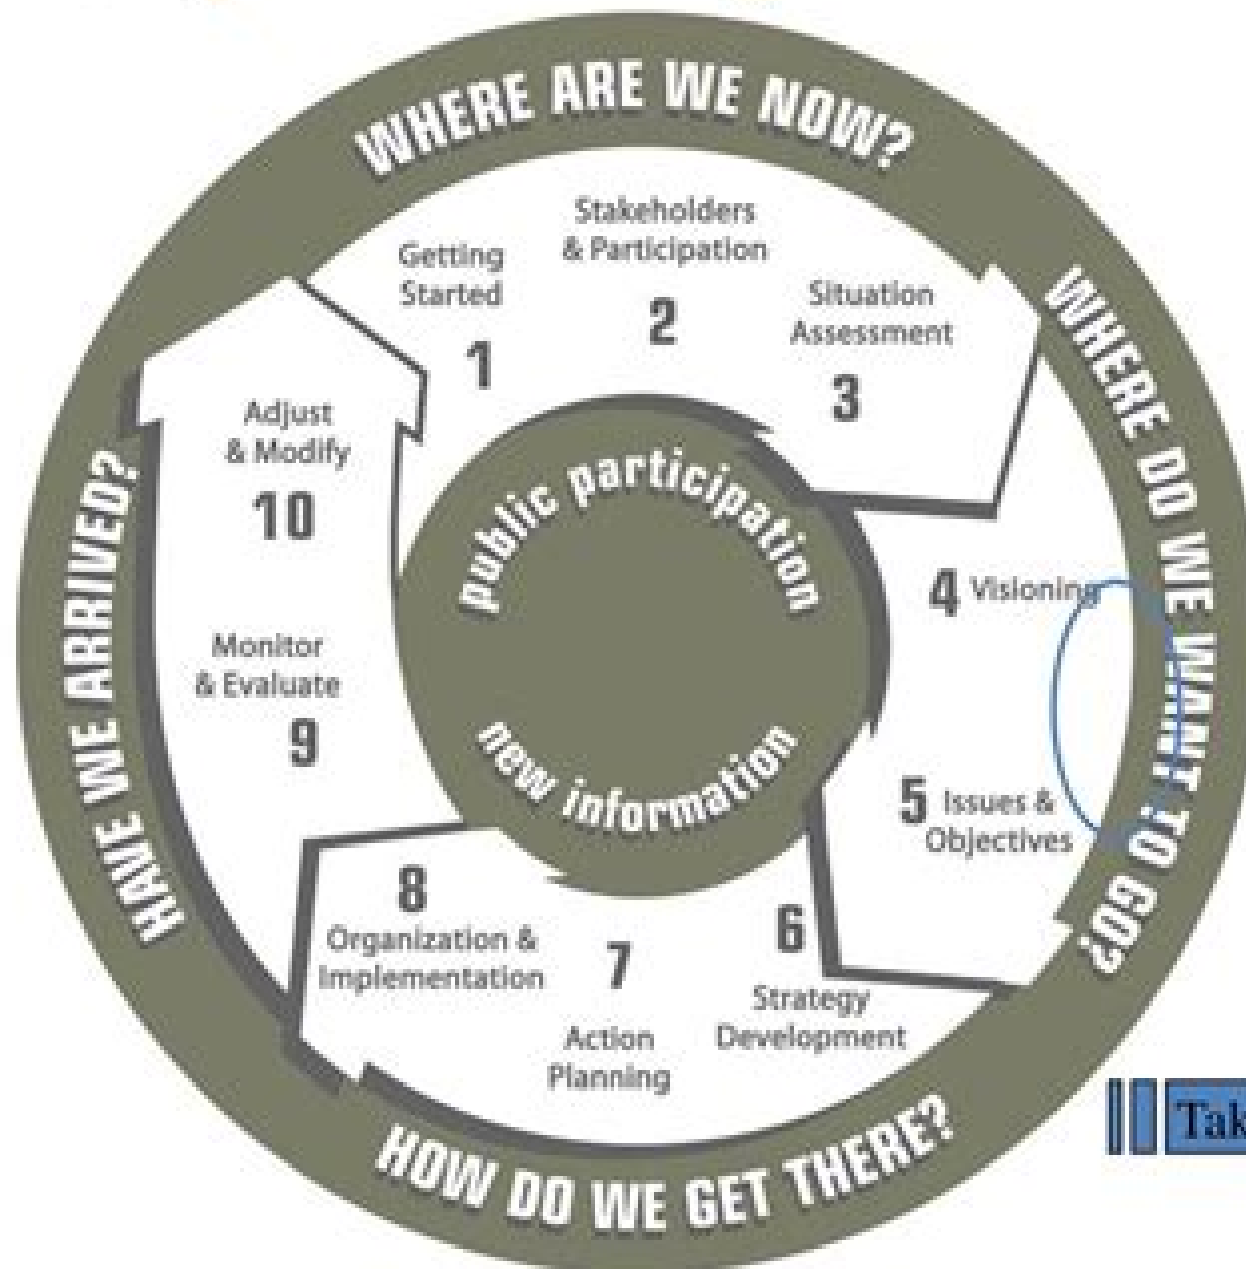 WHERE ARE WE NOW?
Getting
Started
1
Stakeholders
& Participation
2
Situation
Assessment
3
WHERE DO WE WANT TO GO?
4 Visioning
5 Issues &
Objectives
6
Strategy
Development
7
Action
Planning
8
Organization &
Implementation
HOW DO WE GET THERE?
9
Monitor
& Evaluate
10
Adjust
& Modify
HAVE WE ARRIVED?
public participation
new information